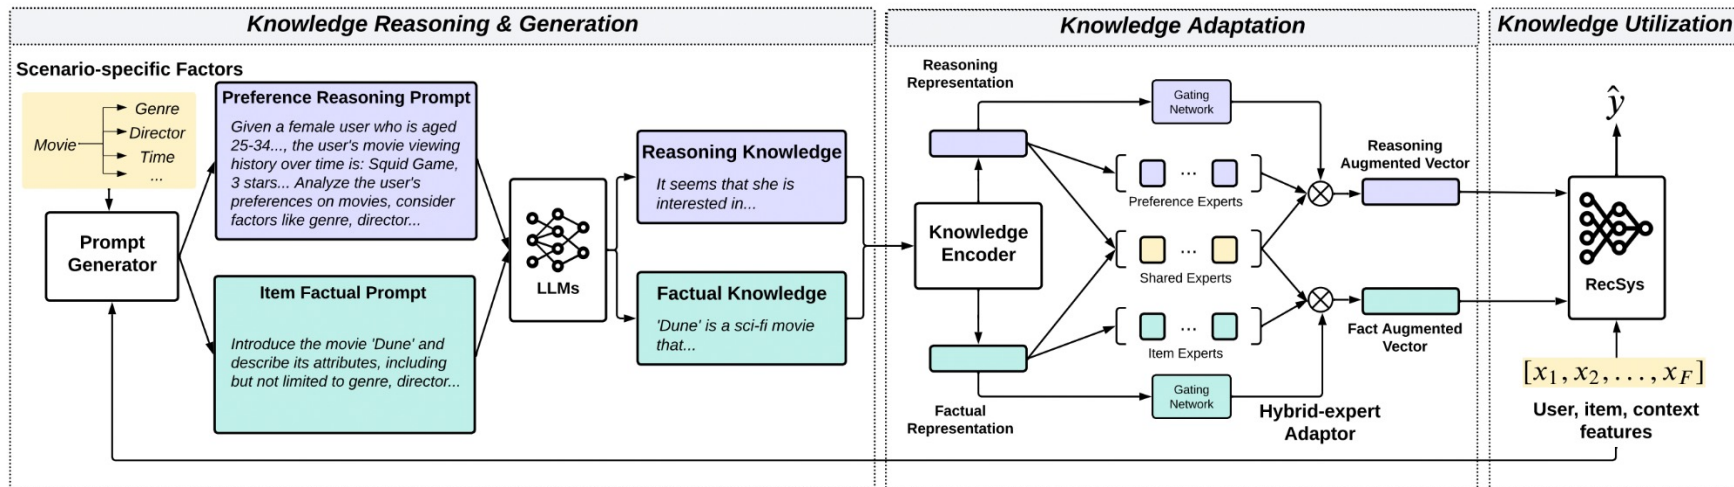 Knowledge Reasoning & Generation
Scenario-specific Factors
Movie
Genre
Director
Time
...
Prompt
Generator
Preference Reasoning Prompt
Given a female user who is aged
25-34..., the user's movie viewing
history over time is: Squid Game,
3 stars... Analyze the user's
preferences on movies, consider
factors like genre, director...
Item Factual Prompt
Introduce the movie 'Dune' and
describe its attributes, including
but not limited to genre, director...
LLMs
Reasoning Knowledge
It seems that she is
interested in...
Factual Knowledge
'Dune' is a sci-fi movie
that...
Knowledge Adaptation
Reasoning
Representation
Gating
Network
Knowledge
Encoder
...
Preference Experts
...
Shared Experts
...
Item Experts
Gating
Network
Factual
Representation
Hybrid-expert
Adaptor
Reasoning
Augmented Vector
Fact Augmented
Vector
Knowledge Utilization
ŷ
RecSys
[x₁, x₂, . . . , x_F]
User, item, context
features